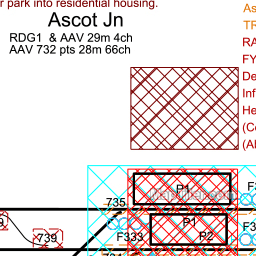 r park into residential housing.
As
Ascot Jn
TR
RDG1 & AAV 29m 4ch
RA
AAV 732 pts 28m 66ch
FY
De
Inf
He
(Co
(Al
P1
F3
735
P1
F333
P2
F3
739